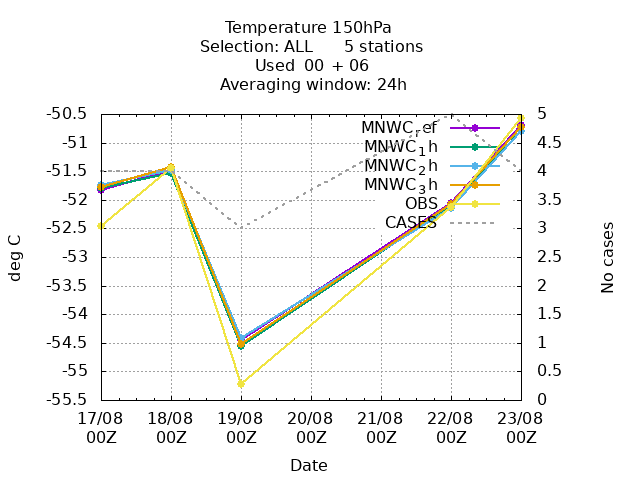 Temperature 150hPa
Selection: ALL 5 stations
Used 00 + 06
Averaging window: 24h
-50.5
-51
-51.5
-52
-52.5
-53
-53.5
-54
-54.5
-55
-55.5
deg C
MNWC_ref
MNWC_1h
MNWC_2h
MNWC_3h
OBS
CASES
5
4.5
4
3.5
3
2.5
2
1.5
1
0.5
0
No cases
17/08 18/08 19/08 20/08 21/08 22/08 23/08
00Z 00Z 00Z 00Z 00Z 00Z 00Z
Date